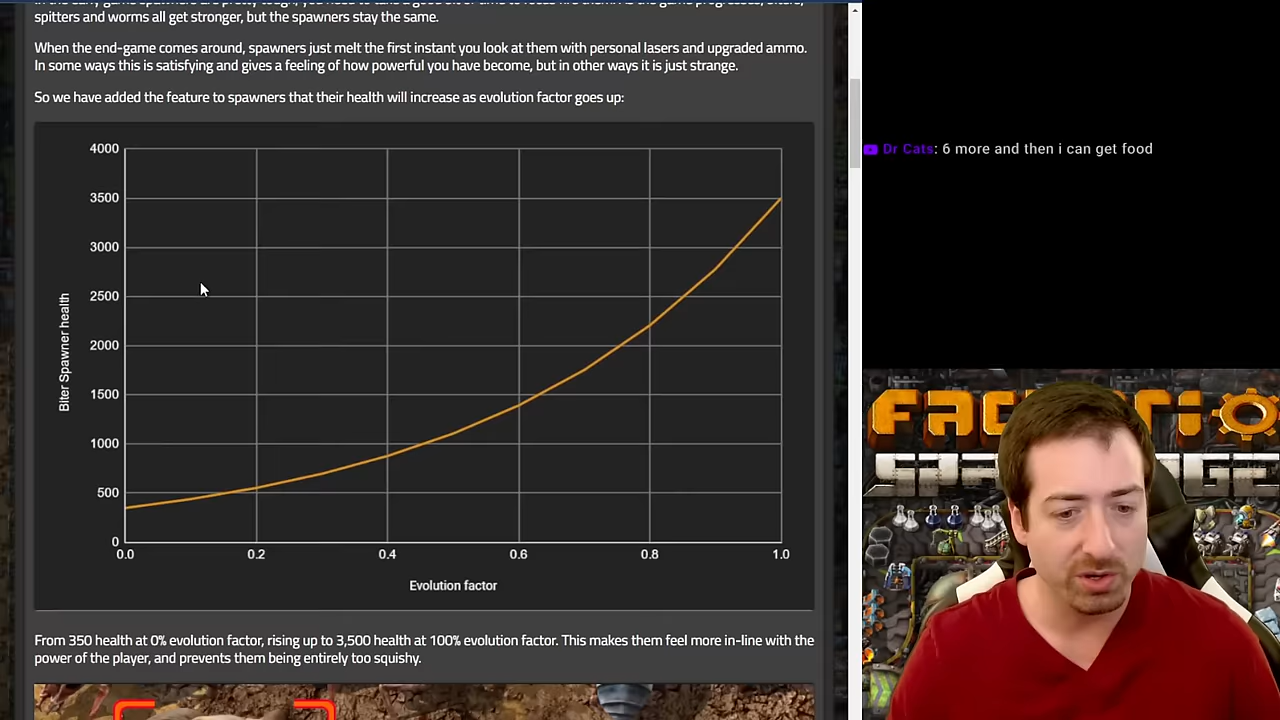 spitters and worms all get stronger, but the spawners stay the same.
When the end-game comes around, spawners just melt the first instant you look at them with personal lasers and upgraded ammo.
In some ways this is satisfying and gives a feeling of how powerful you have become, but in other ways it is just strange.
So we have added the feature to spawners that their health will increase as evolution factor goes up:
4000
3500
3000
2500
2000
1500
1000
500
0
Biter Spawner health
0.0 0.2 0.4 0.6 0.8 1.0
Evolution factor
From 350 health at 0% evolution factor, rising up to 3,500 health at 100% evolution factor. This makes them feel more in-line with the
power of the player, and prevents them being entirely too squishy.
Dr Cats: 6 more and then i can get food